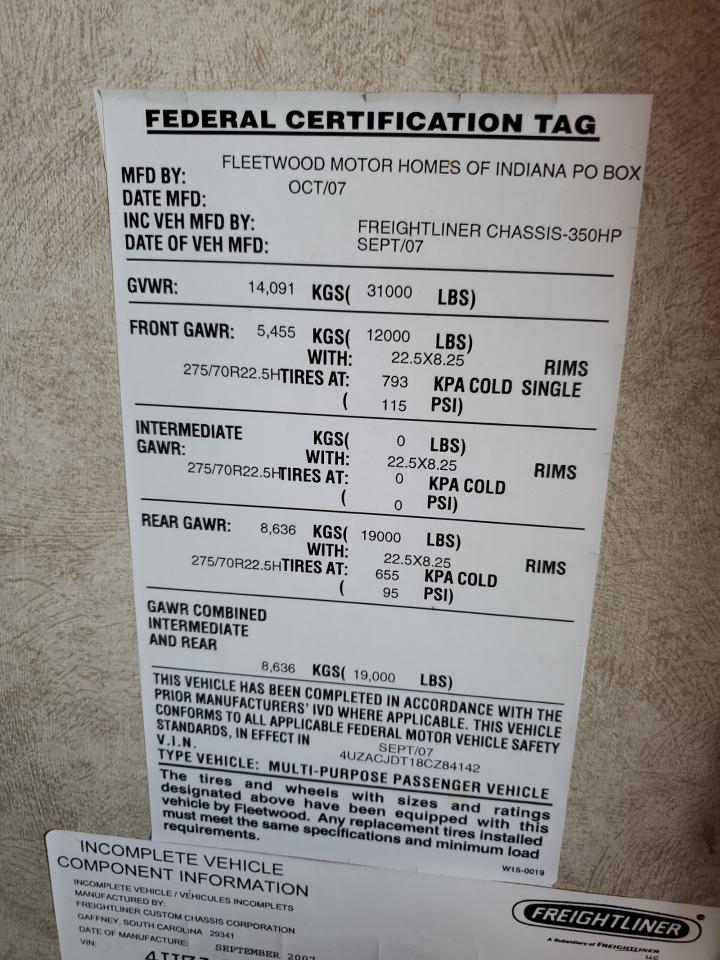 FEDERAL CERTIFICATION TAG
MFD BY: FLEETWOOD MOTOR HOMES OF INDIANA PO BOX
DATE MFD: OCT/07
INC VEH MFD BY: FREIGHTLINER CHASSIS-350HP
DATE OF VEH MFD: SEPT/07
GVWR: 14,091 KGS( 31000 LBS)
FRONT GAWR: 5,455 KGS( 12000 LBS)
WITH: 22.5X8.25 RIMS
275/70R22.5H TIRES AT: 793 KPA COLD SINGLE
( 115 PSI)
INTERMEDIATE GAWR: KGS( 0 LBS)
WITH: 22.5X8.25 RIMS
275/70R22.5H TIRES AT: 0 KPA COLD
( 0 PSI)
REAR GAWR: 8,636 KGS( 19000 LBS)
WITH: 22.5X8.25 RIMS
275/70R22.5H TIRES AT: 655 KPA COLD
( 95 PSI)
GAWR COMBINED
INTERMEDIATE
AND REAR
8,636 KGS( 19,000 LBS)
THIS VEHICLE HAS BEEN COMPLETED IN ACCORDANCE WITH THE
PRIOR MANUFACTURERS' IVD WHERE APPLICABLE. THIS VEHICLE
CONFORMS TO ALL APPLICABLE FEDERAL MOTOR VEHICLE SAFETY
STANDARDS, IN EFFECT IN SEPT/07
V.I.N. 4UZACJDT18CZ84142
TYPE VEHICLE: MULTI-PURPOSE PASSENGER VEHICLE
The tires and wheels with sizes and ratings
designated above have been equipped with this
vehicle by Fleetwood. Any replacement tires installed
must meet the same specifications and minimum load
requirements.
W15-0019
INCOMPLETE VEHICLE
COMPONENT INFORMATION
INCOMPLETE VEHICLE / VÉHICULES INCOMPLETS
MANUFACTURED BY:
FREIGHTLINER CUSTOM CHASSIS CORPORATION
GAFFNEY, SOUTH CAROLINA 29341
DATE OF MANUFACTURE: SEPTEMBER 2007
VIN:
FREIGHTLINER®
A Subsidiary of FREIGHTLINER
LLC